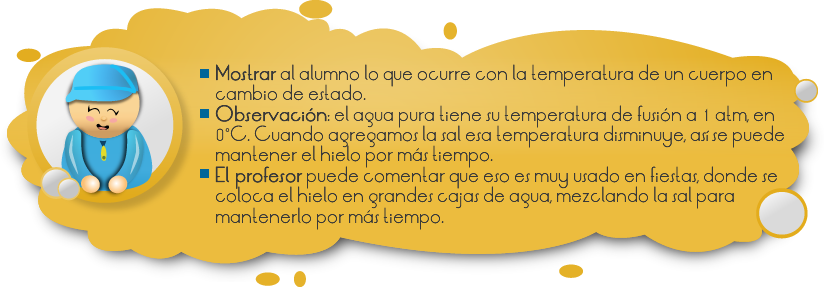 Mostrar al alumno lo que ocurre con la temperatura de un cuerpo en
cambio de estado.
Observación: el agua pura tiene su temperatura de fusión a 1 atm, en
0°C. Cuando agregamos la sal esa temperatura disminuye, así se puede
mantener el hielo por más tiempo.
El profesor puede comentar que eso es muy usado en fiestas, donde se
coloca el hielo en grandes cajas de agua, mezclando la sal para
mantenerlo por más tiempo.